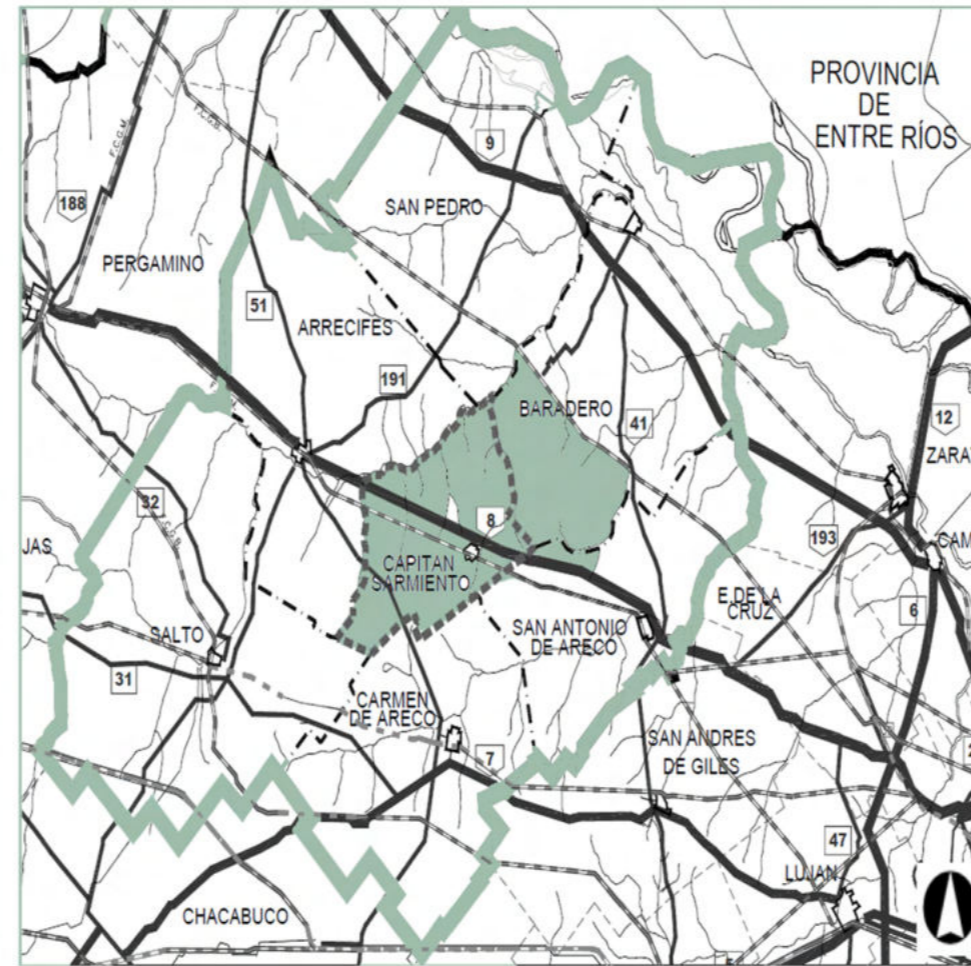 PROVINCIA
DE
ENTRE RÍOS
F.C.G.M.
9
188
SAN PEDRO
PERGAMINO
51
ARRECIFES
191
BARADERO
41
12
ZARA
32
8
193
JAS
CAPITAN
SARMIENTO
CAM
E.DE LA
CRUZ
6
SAN ANTONIO
DE ARECO
SALTO
31
CARMEN
DE ARECO
7
SAN ANDRES
DE GILES
47
LUJAN
CHACABUCO